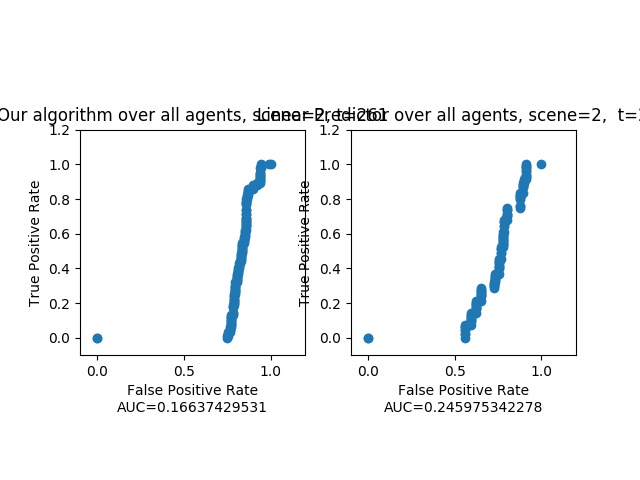 Our algorithm over all agents, scene=2, t=261
Linear Predictor over all agents, scene=2, t=
1.2
1.0
0.8
0.6
0.4
0.2
0.0
True Positive Rate
0.0
0.5
1.0
False Positive Rate
AUC=0.16637429531
1.2
1.0
0.8
0.6
0.4
0.2
0.0
True Positive Rate
0.0
0.5
1.0
False Positive Rate
AUC=0.245975342278